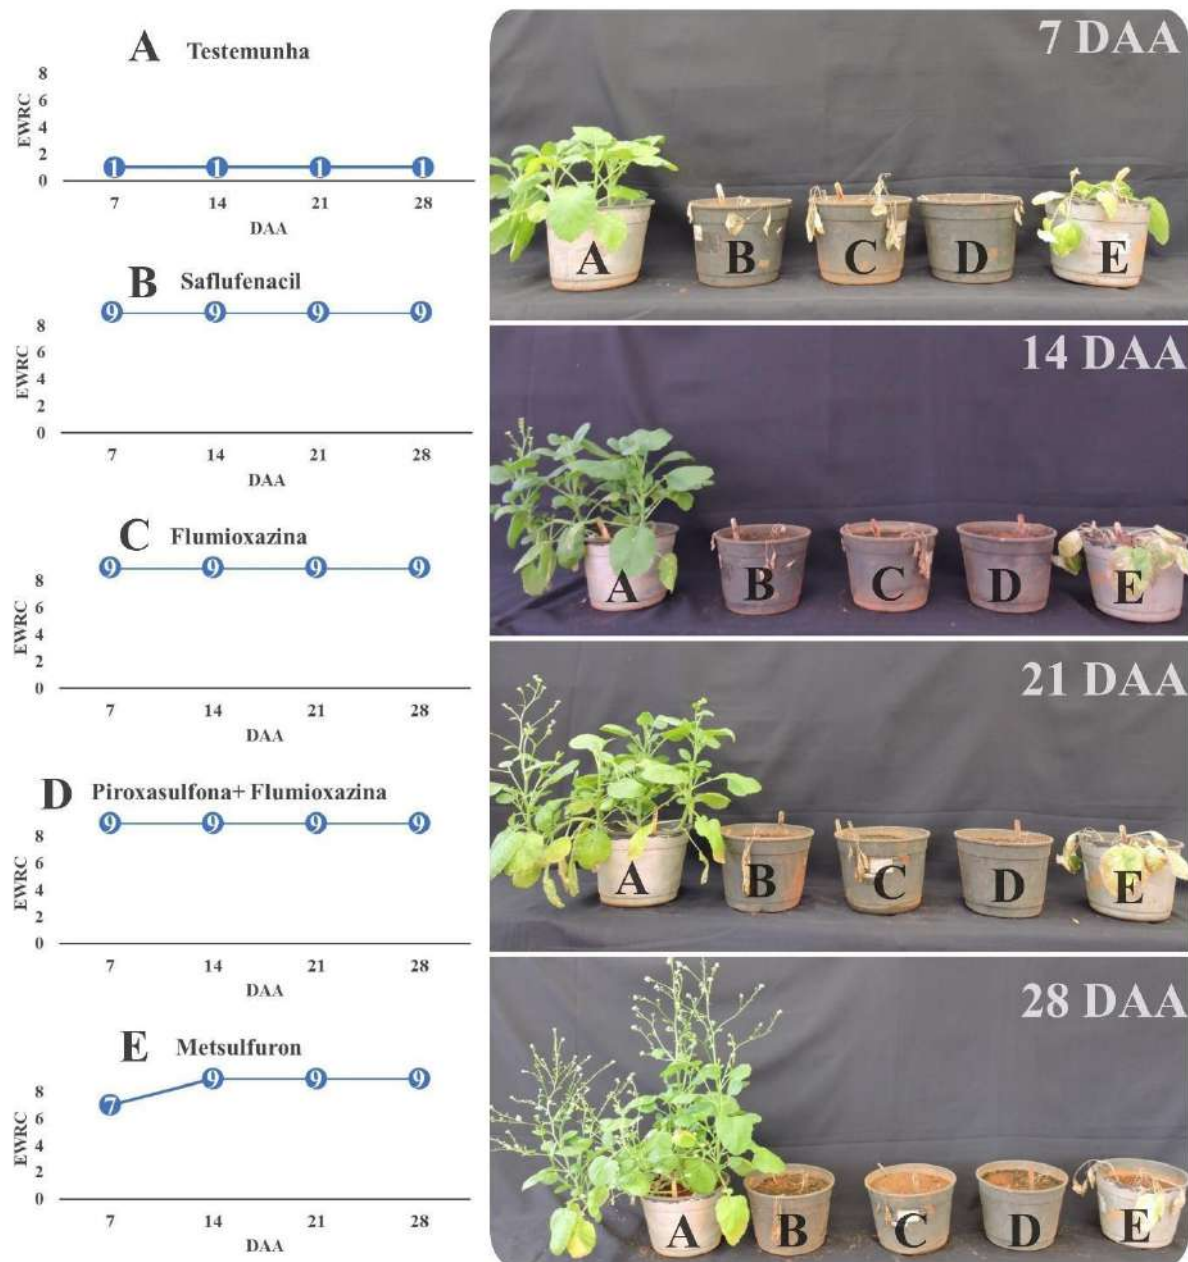 A Testemunha
EWRC
8
6
4
2
0
1 1 1 1
7 14 21 28
DAA
B Saflufenacil
EWRC
9 9 9 9
8
6
4
2
0
7 14 21 28
DAA
C Flumioxazina
EWRC
9 9 9 9
8
6
4
2
0
7 14 21 28
DAA
D Piroxasulfona+ Flumioxazina
EWRC
9 9 9 9
8
6
4
2
0
7 14 21 28
DAA
E Metsulfuron
EWRC
7 9 9 9
8
6
4
2
0
7 14 21 28
DAA
7 DAA
A B C D E
14 DAA
A B C D E
21 DAA
A B C D E
28 DAA
A B C D E